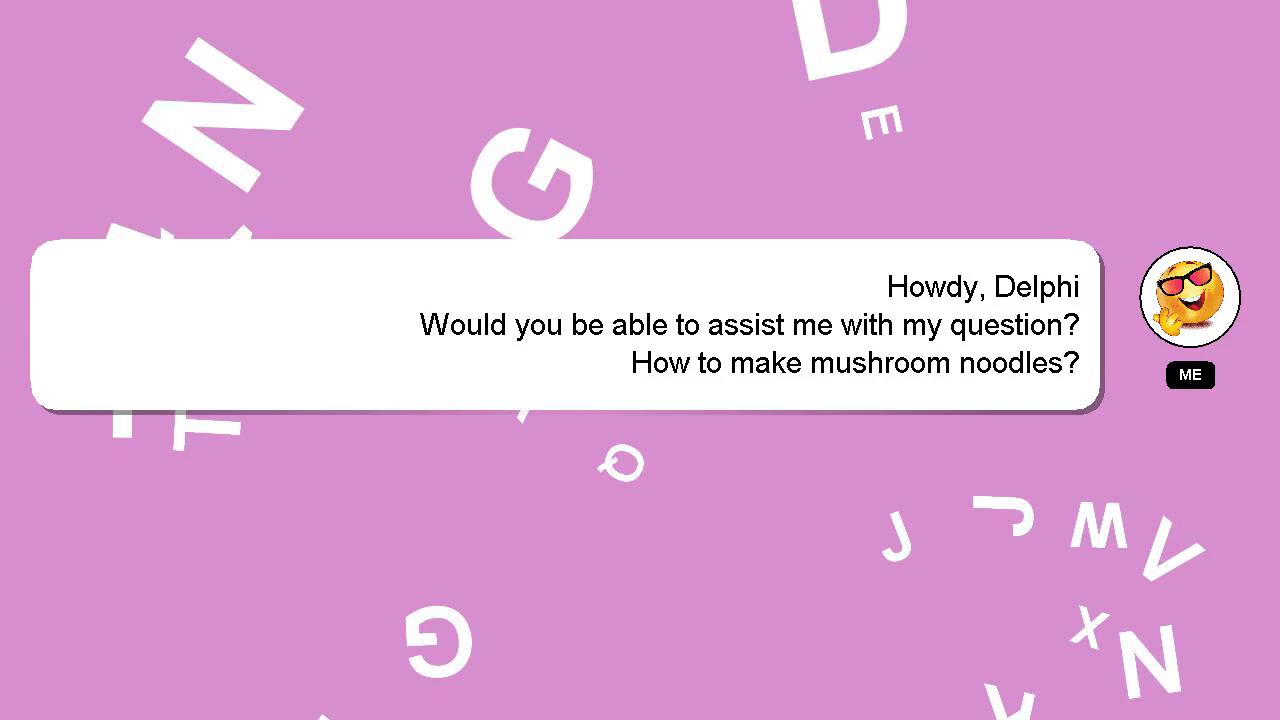 N
D
E
G
Howdy, Delphi
Would you be able to assist me with my question?
How to make mushroom noodles?
ME
T
Q
J
J
W
V
G
X
N